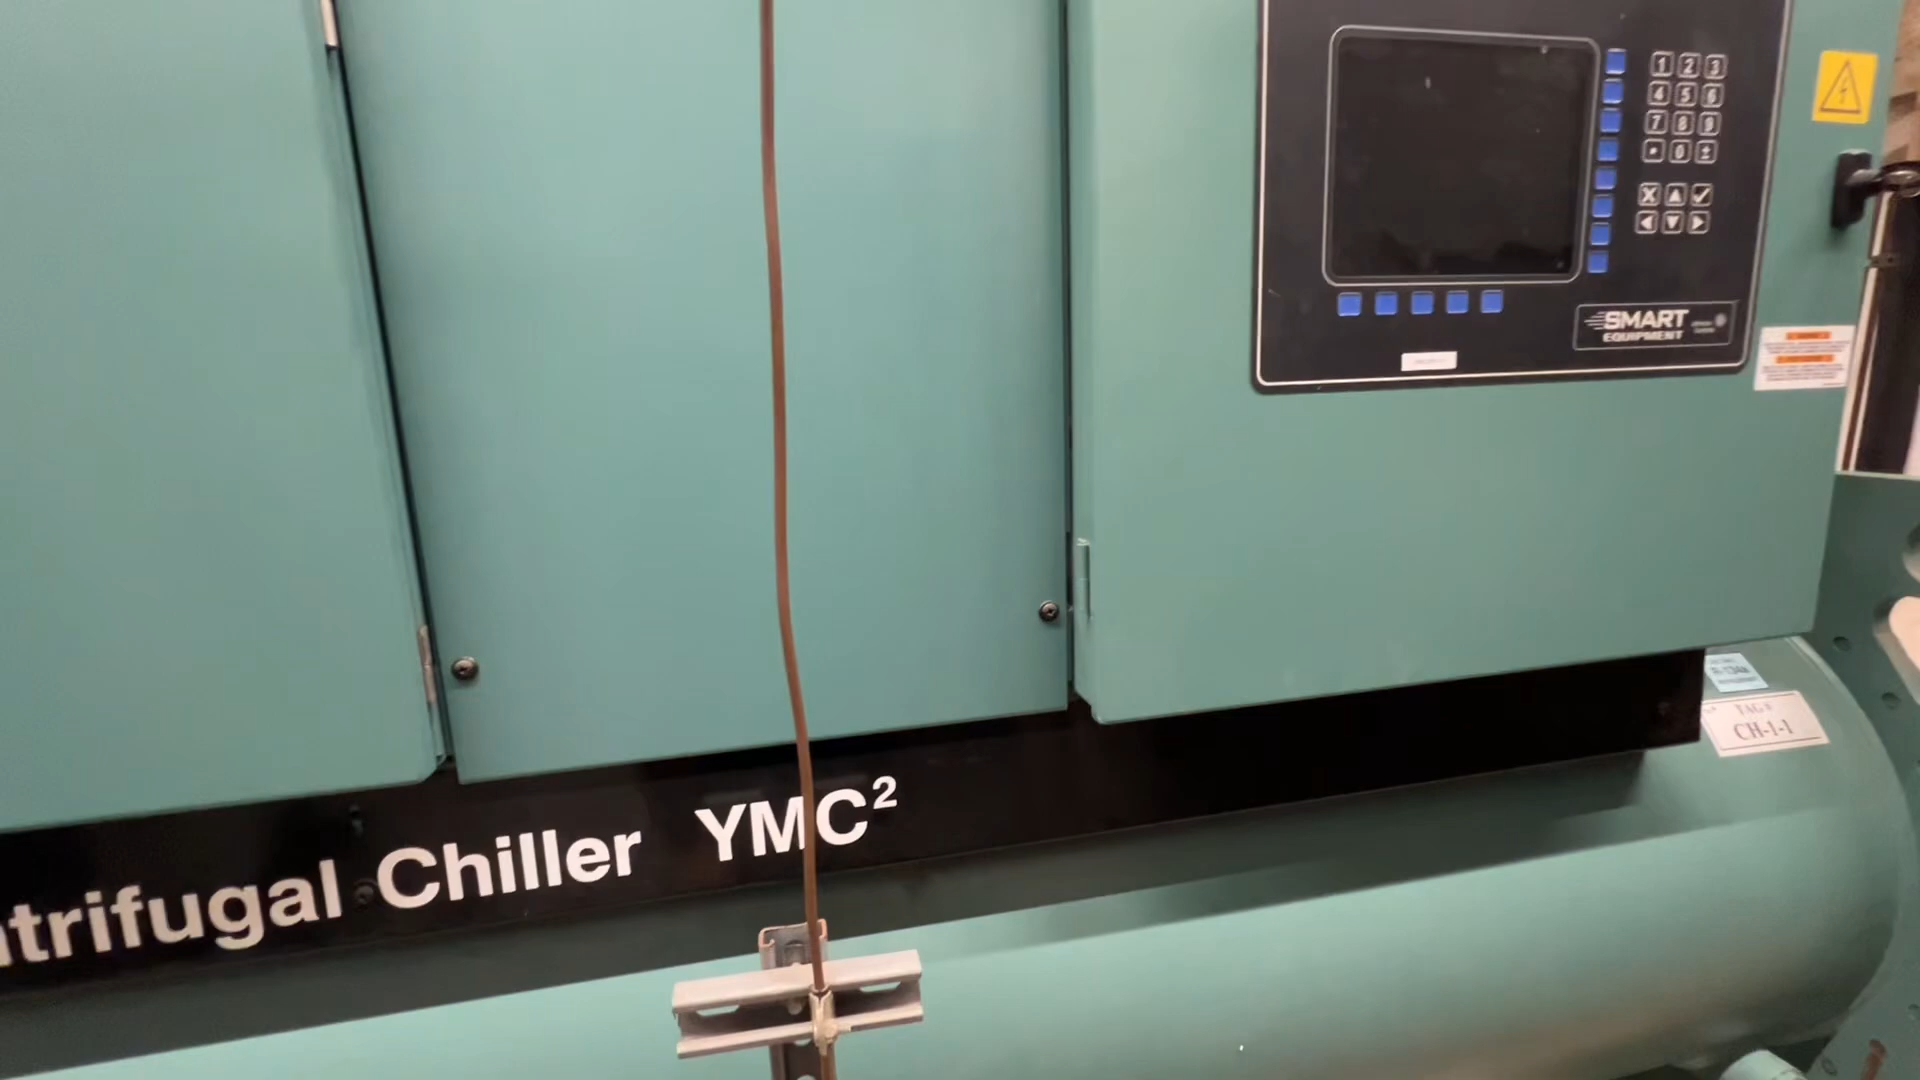 1 2 3
4 5 6
7 8 9
• 0 ±
SMART
EQUIPMENT
R-134a
TAG #
CH-1-1
ntrifugal Chiller YMC²